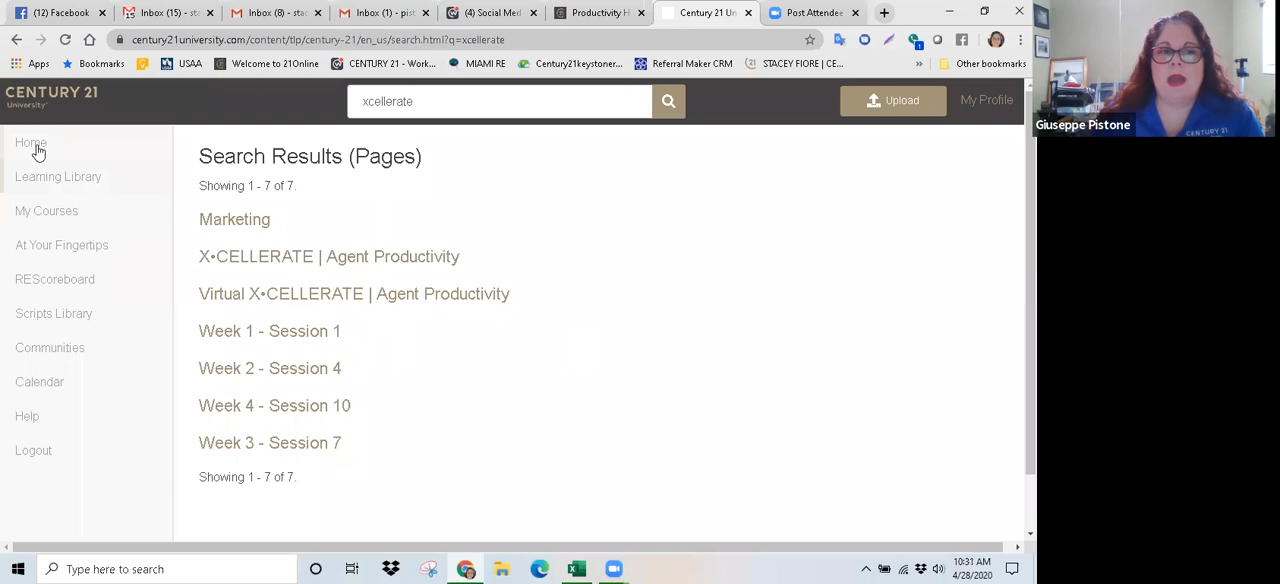 (12) Facebook
Inbox (15) - sta
Inbox (8) - stac
Inbox (1) - pist
(4) Social Med
Productivity H
Century 21 Un
Post Attendee
century21university.com/content/tlp/century-21/en_us/search.html?q=xcellerate
Apps
Bookmarks
USAA
Welcome to 21Online
CENTURY 21 - Work...
MIAMI RE
Century21keystoner...
Referral Maker CRM
STACEY FIORE | CE...
»
Other bookmarks
CENTURY 21
University
xcellerate
Upload
My Profile
Home
Learning Library
My Courses
At Your Fingertips
REScoreboard
Scripts Library
Communities
Calendar
Help
Logout
Search Results (Pages)
Showing 1 - 7 of 7.
Marketing
X•CELLERATE | Agent Productivity
Virtual X•CELLERATE | Agent Productivity
Week 1 - Session 1
Week 2 - Session 4
Week 4 - Session 10
Week 3 - Session 7
Showing 1 - 7 of 7.
Giuseppe Pistone
CENTURY 21
Type here to search
10:31 AM
4/28/2020